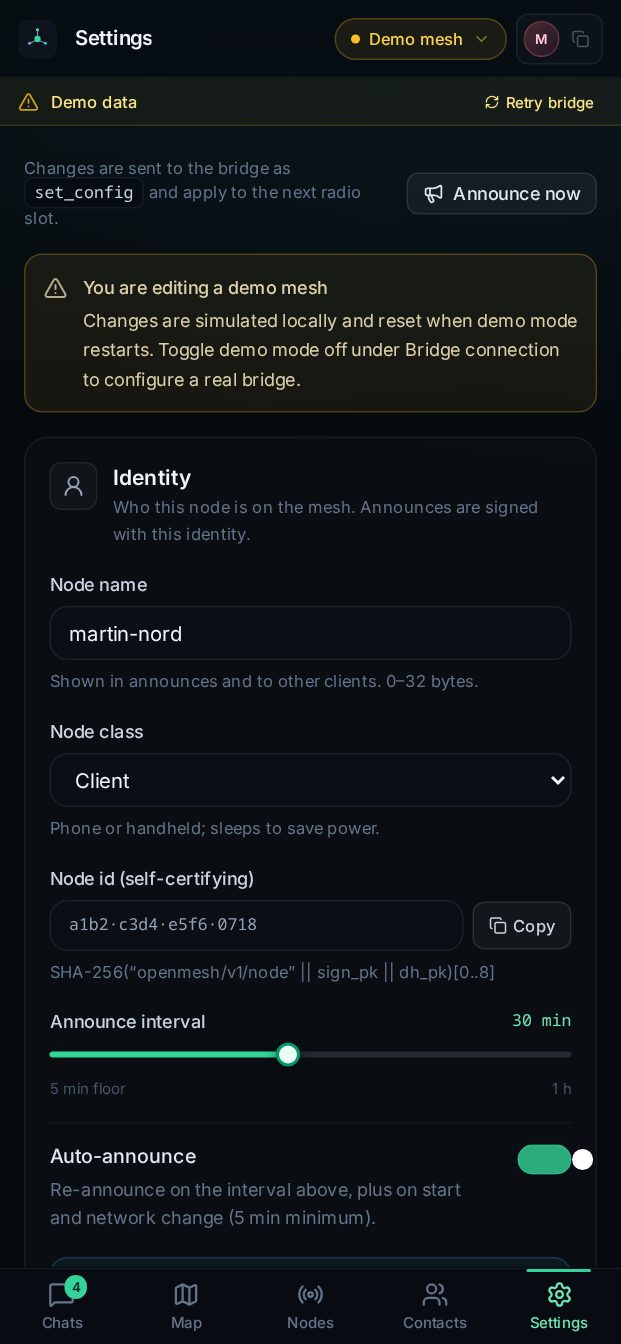 Settings
Demo mesh
M
Demo data
Retry bridge
Changes are sent to the bridge as
set_config and apply to the next radio
slot.
Announce now
You are editing a demo mesh
Changes are simulated locally and reset when demo mode
restarts. Toggle demo mode off under Bridge connection
to configure a real bridge.
Identity
Who this node is on the mesh. Announces are signed
with this identity.
Node name
martin-nord
Shown in announces and to other clients. 0–32 bytes.
Node class
Client
Phone or handheld; sleeps to save power.
Node id (self-certifying)
a1b2·c3d4·e5f6·0718
Copy
SHA-256(“openmesh/v1/node” || sign_pk || dh_pk)[0..8]
Announce interval
30 min
5 min floor
1 h
Auto-announce
Re-announce on the interval above, plus on start
and network change (5 min minimum).
4
Chats
Map
Nodes
Contacts
Settings